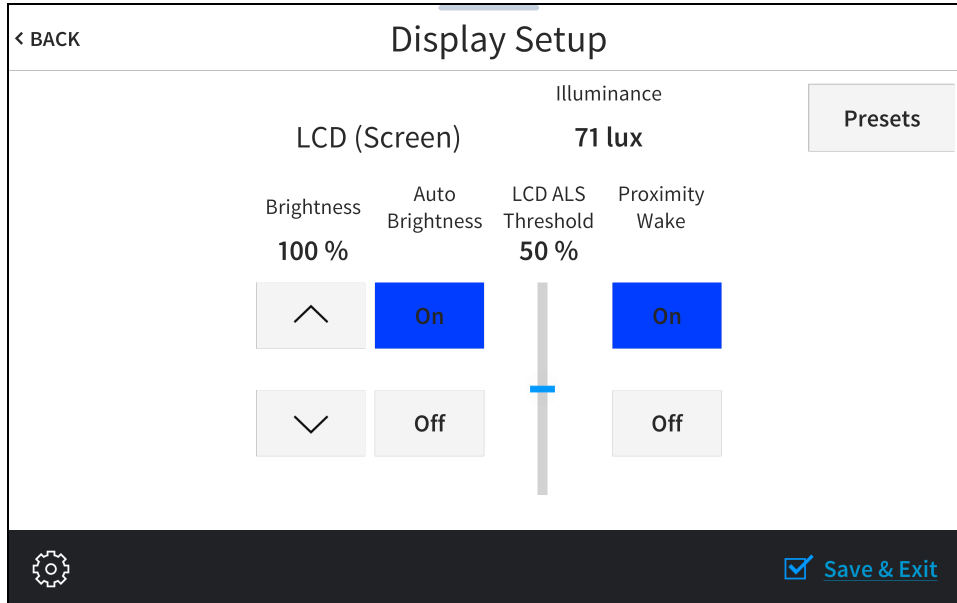 < BACK
Display Setup
Illuminance
Presets
LCD (Screen)
71 lux
Brightness
100 %
Auto
Brightness
LCD ALS
Threshold
50 %
Proximity
Wake
On
On
Off
Off
Save & Exit